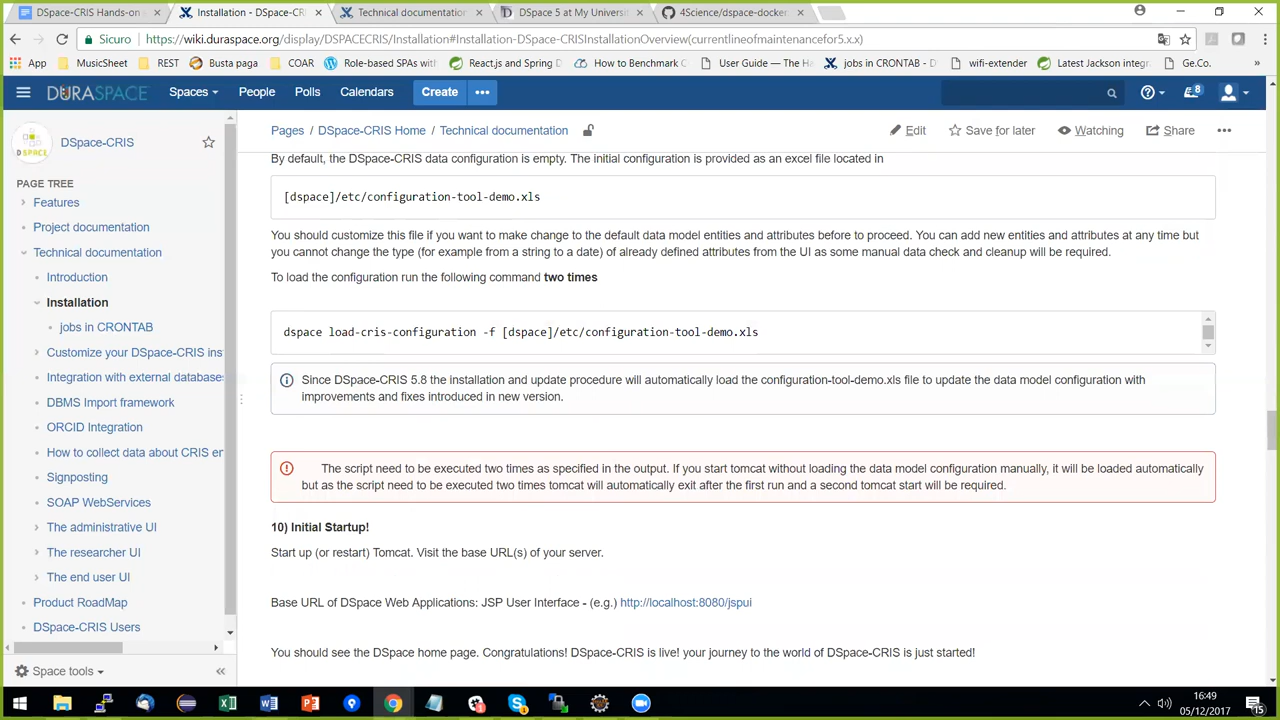 DSpace-CRIS Hands-on
Installation - DSpace-CRI
Technical documentation
DSpace 5 at My Universit
4Science/dspace-docker
Sicuro
https://wiki.duraspace.org/display/DSPACECRIS/Installation#Installation-DSpace-CRISInstallationOverview(currentlineofmaintenancefor5.x.x)
App
MusicSheet
REST
Busta paga
COAR
Role-based SPAs wit
React.js and Spring D
How to Benchmark C
User Guide — The Ha
jobs in CRONTAB - D
wifi-extender
Latest Jackson integr
Ge.Co.
»
DURASPACE
Spaces
People
Polls
Calendars
Create
•••
8
DSpace-CRIS
DSPACE
PAGE TREE
Features
Project documentation
Technical documentation
Introduction
Installation
jobs in CRONTAB
Customize your DSpace-CRIS ins
Integration with external databases
DBMS Import framework
ORCID Integration
How to collect data about CRIS en
Signposting
SOAP WebServices
The administrative UI
The researcher UI
The end user UI
Product RoadMap
DSpace-CRIS Users
Space tools
Pages / DSpace-CRIS Home / Technical documentation
Edit
Save for later
Watching
Share
•••
By default, the DSpace-CRIS data configuration is empty. The initial configuration is provided as an excel file located in
[dspace]/etc/configuration-tool-demo.xls
You should customize this file if you want to make change to the default data model entities and attributes before to proceed. You can add new entities and attributes at any time but
you cannot change the type (for example from a string to a date) of already defined attributes from the UI as some manual data check and cleanup will be required.
To load the configuration run the following command two times
dspace load-cris-configuration -f [dspace]/etc/configuration-tool-demo.xls
Since DSpace-CRIS 5.8 the installation and update procedure will automatically load the configuration-tool-demo.xls file to update the data model configuration with
improvements and fixes introduced in new version.
The script need to be executed two times as specified in the output. If you start tomcat without loading the data model configuration manually, it will be loaded automatically
but as the script need to be executed two times tomcat will automatically exit after the first run and a second tomcat start will be required.
10) Initial Startup!
Start up (or restart) Tomcat. Visit the base URL(s) of your server.
Base URL of DSpace Web Applications: JSP User Interface - (e.g.) http://localhost:8080/jspui
You should see the DSpace home page. Congratulations! DSpace-CRIS is live! your journey to the world of DSpace-CRIS is just started!
16:49
05/12/2017
15